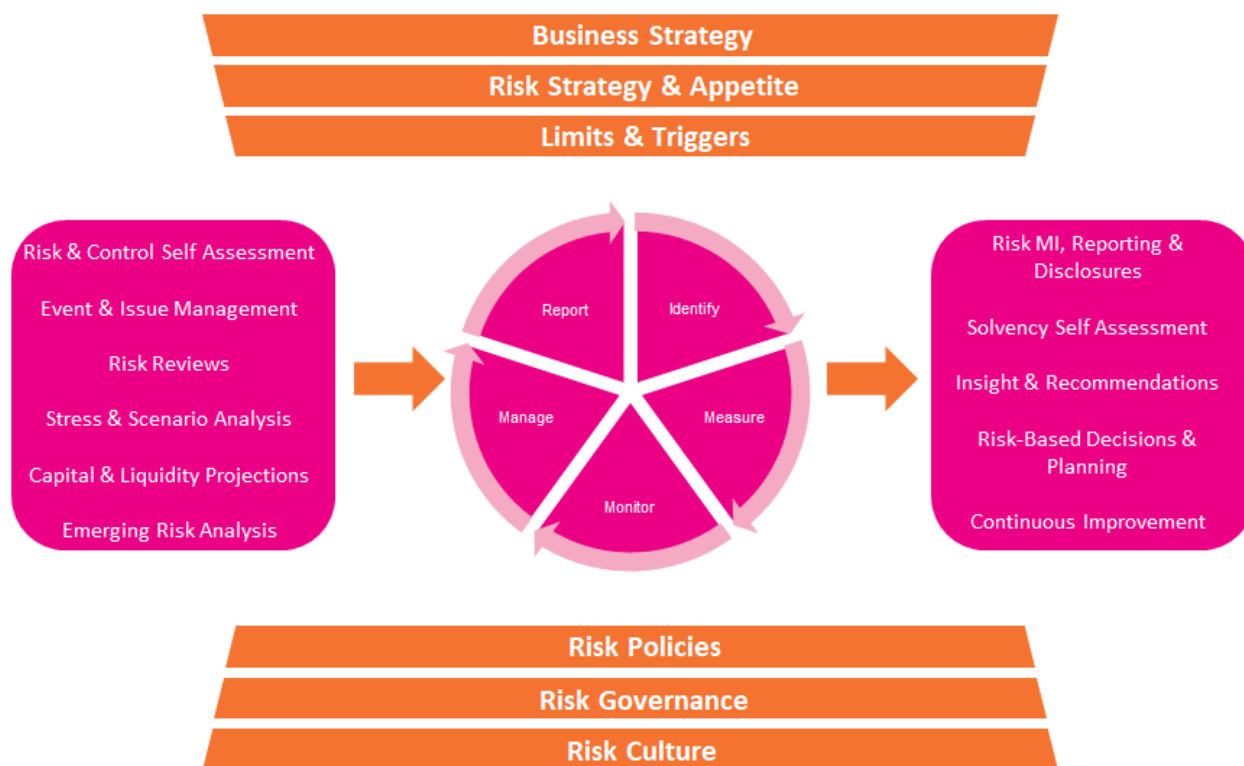 Business Strategy
Risk Strategy & Appetite
Limits & Triggers
Risk & Control Self Assessment
Event & Issue Management
Risk Reviews
Stress & Scenario Analysis
Capital & Liquidity Projections
Emerging Risk Analysis
Report
Identify
Manage
Measure
Monitor
Risk MI, Reporting &
Disclosures
Solvency Self Assessment
Insight & Recommendations
Risk-Based Decisions &
Planning
Continuous Improvement
Risk Policies
Risk Governance
Risk Culture